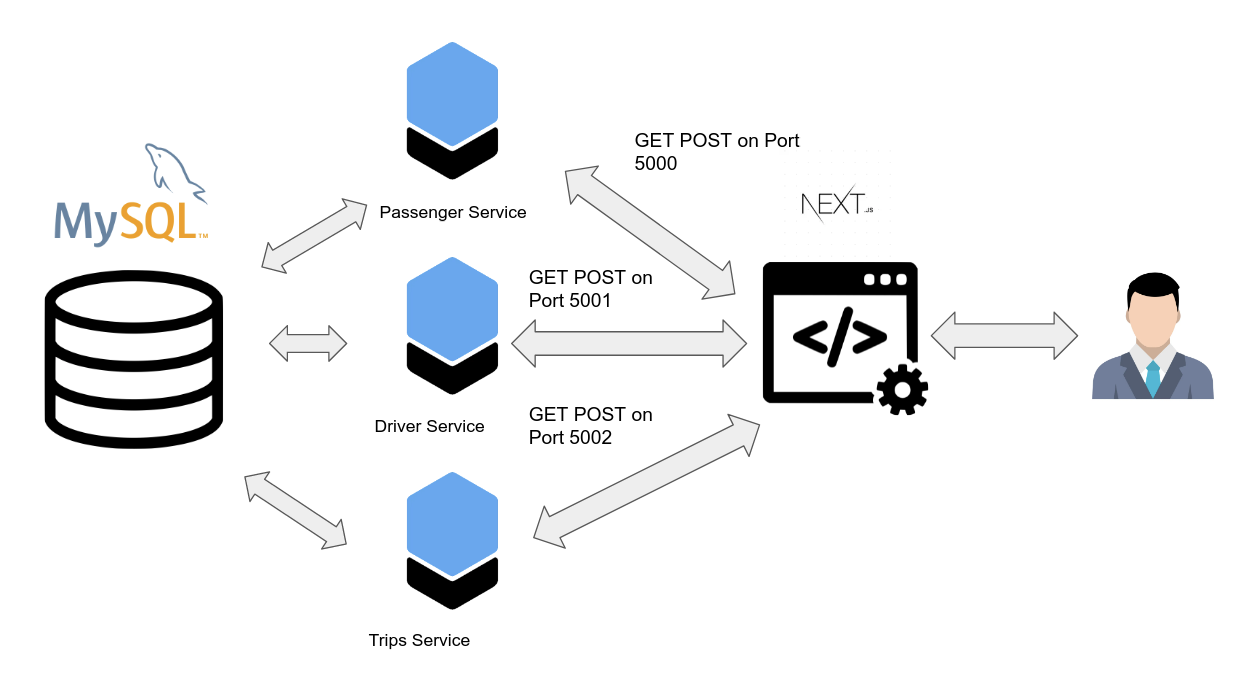 GET POST on Port
5000
MySQL™
NEXT.JS
Passenger Service
GET POST on
Port 5001
</>
GET POST on
Port 5002
Driver Service
Trips Service